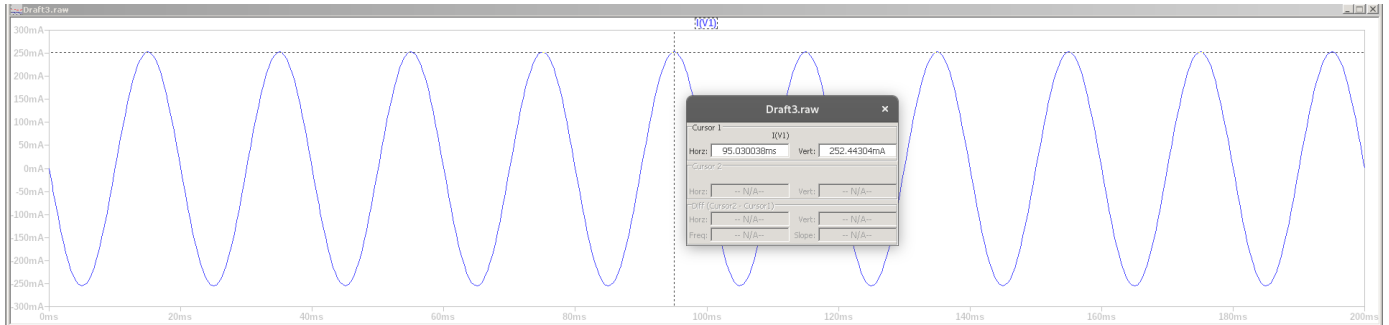 Draft3.raw
I(V1)
300mA
250mA
200mA
150mA
100mA
50mA
0mA
-50mA
-100mA
-150mA
-200mA
-250mA
-300mA
0ms 20ms 40ms 60ms 80ms 100ms 120ms 140ms 160ms 180ms 200ms
Draft3.raw ×
Cursor 1
I(V1)
Horz: 95.030038ms Vert: 252.44304mA
Cursor 2
Horz: -- N/A-- Vert: -- N/A--
Diff (Cursor2 - Cursor1)
Horz: -- N/A-- Vert: -- N/A--
Freq: -- N/A-- Slope: -- N/A--